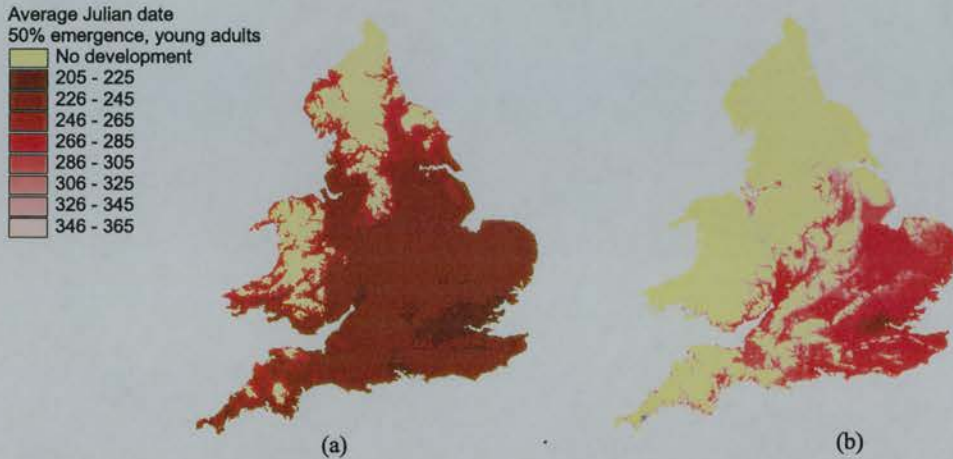 Average Julian date
50% emergence, young adults
No development
205 - 225
226 - 245
246 - 265
266 - 285
286 - 305
306 - 325
326 - 345
346 - 365
(a)
(b)